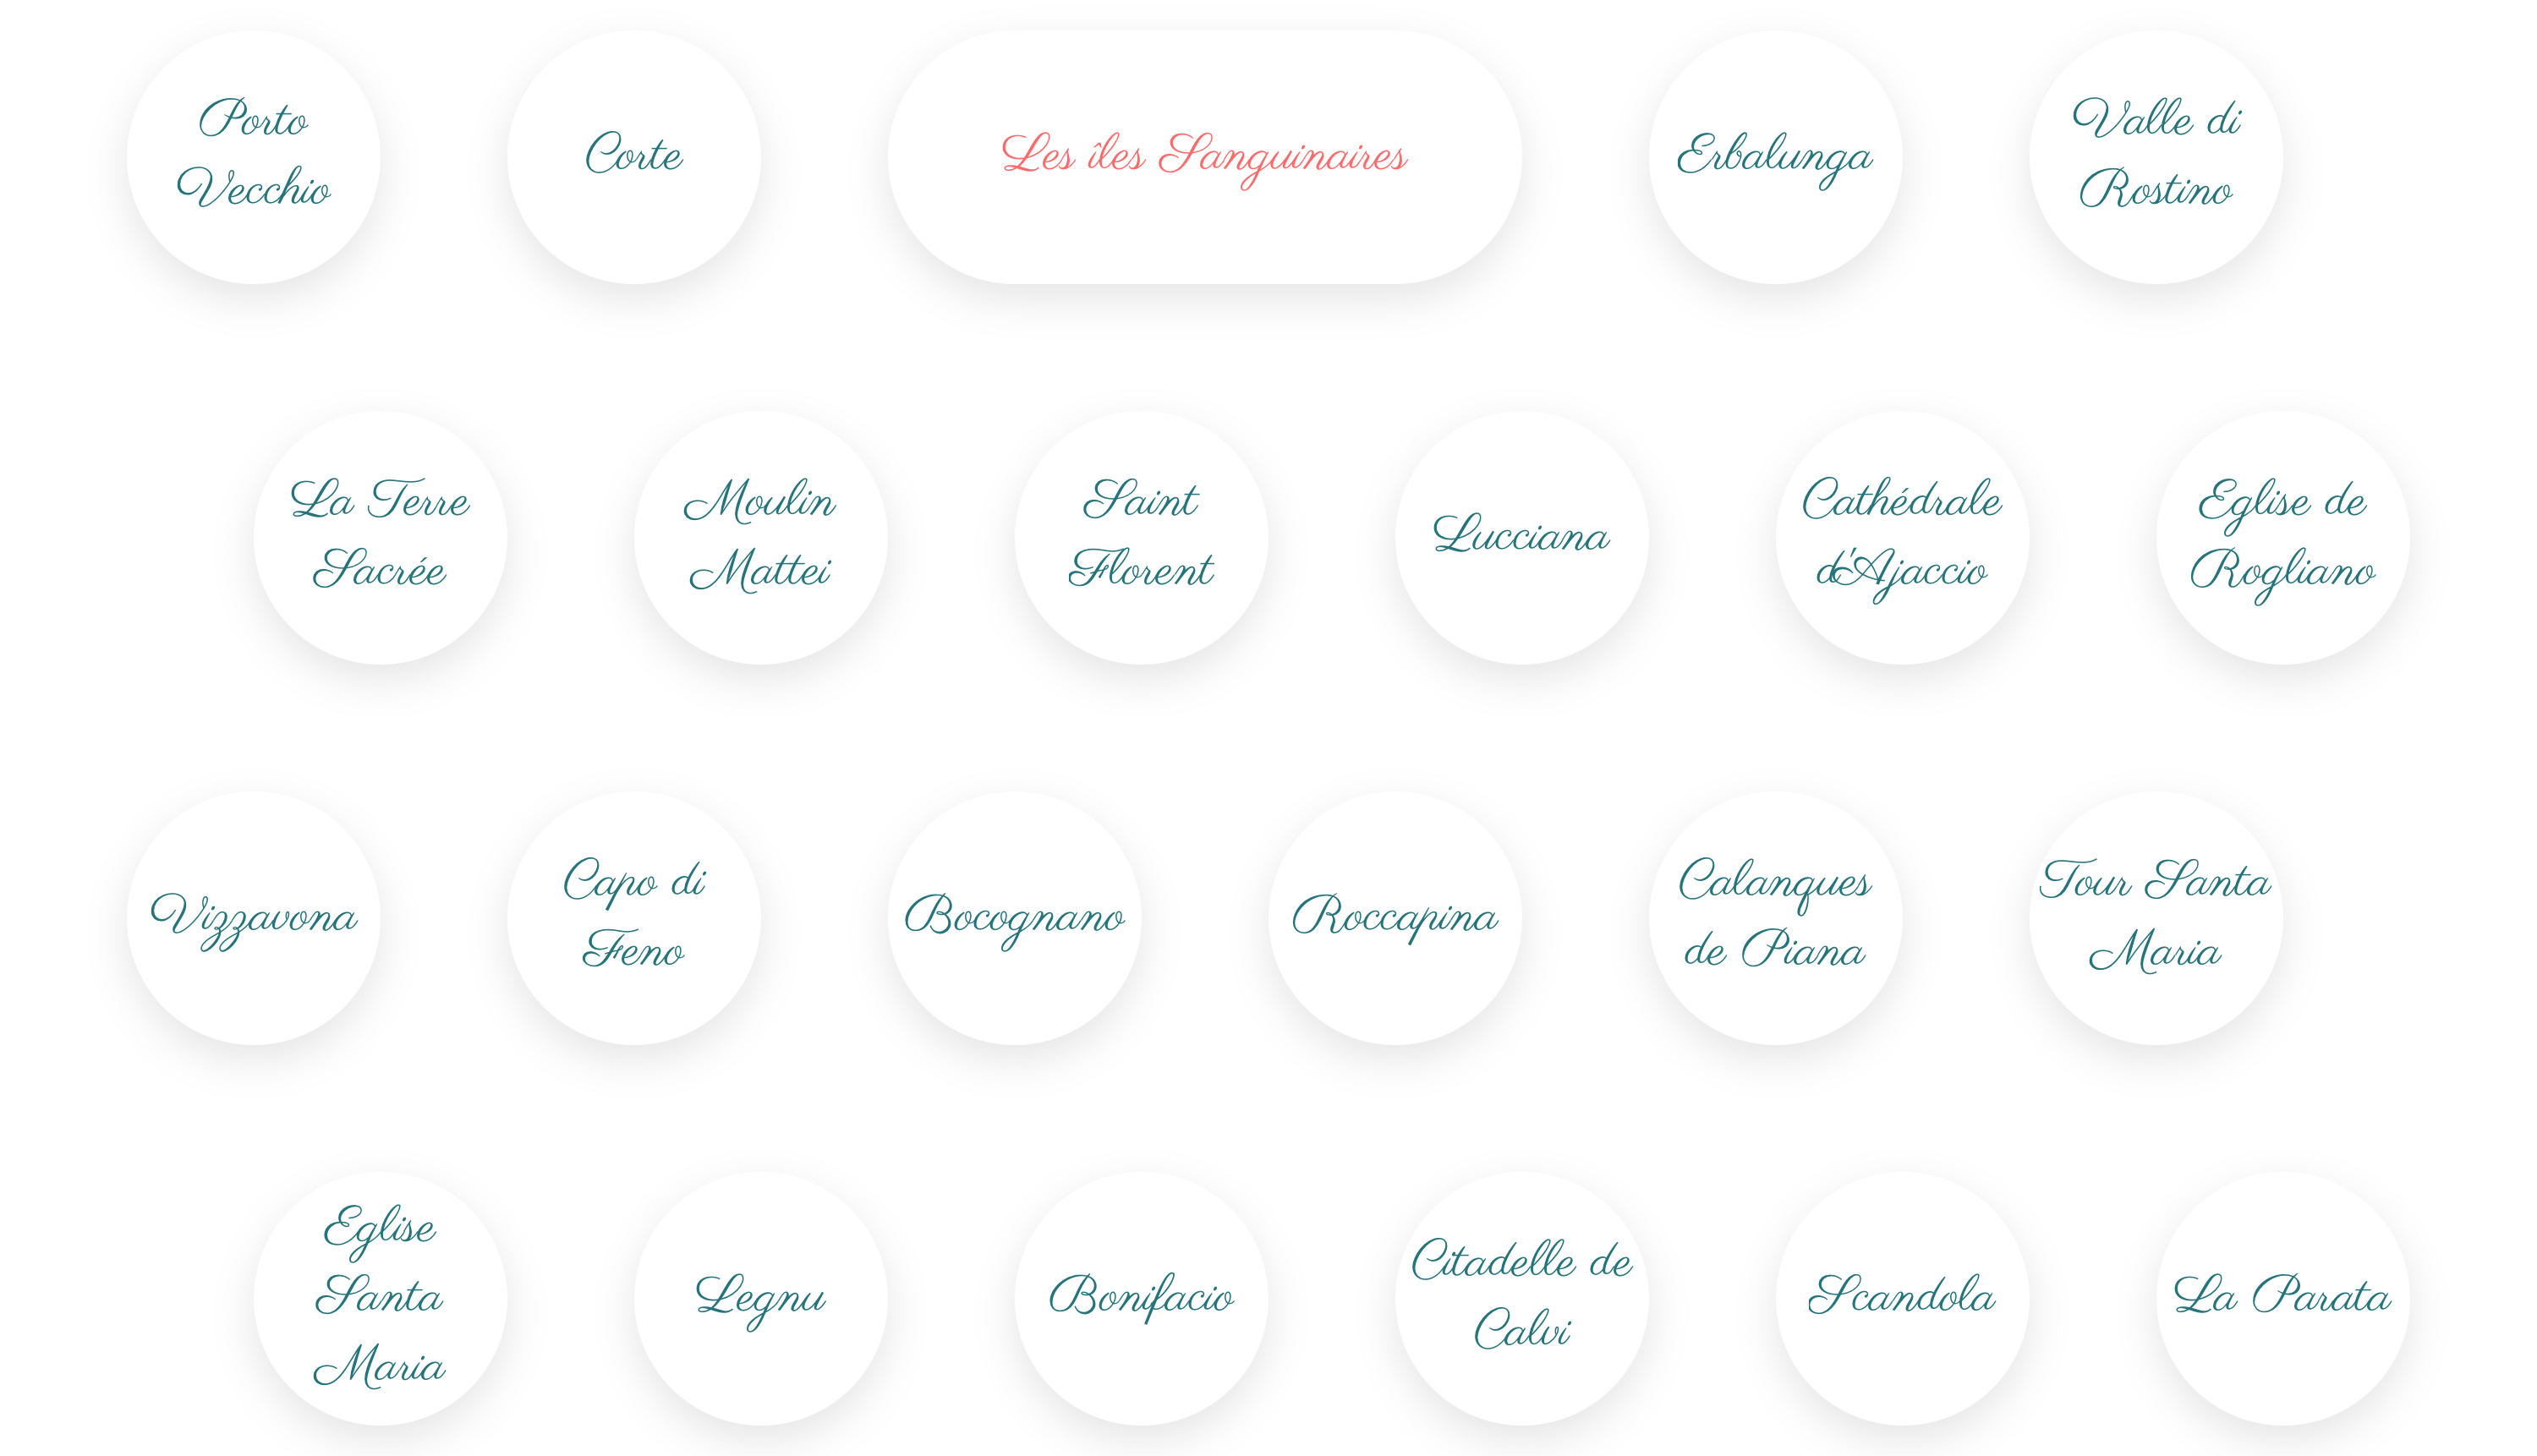 Porto
Vecchio
Corte
Les îles Sanguinaires
Erbalunga
Valle di
Rostino
La Terre
Sacrée
Moulin
Mattei
Saint
Florent
Lucciana
Cathédrale
d'Ajaccio
Eglise de
Rogliano
Vizzavona
Capo di
Feno
Bocognano
Roccapina
Calanques
de Piana
Tour Santa
Maria
Eglise
Santa
Maria
Legnu
Bonifacio
Citadelle de
Calvi
Scandola
La Parata